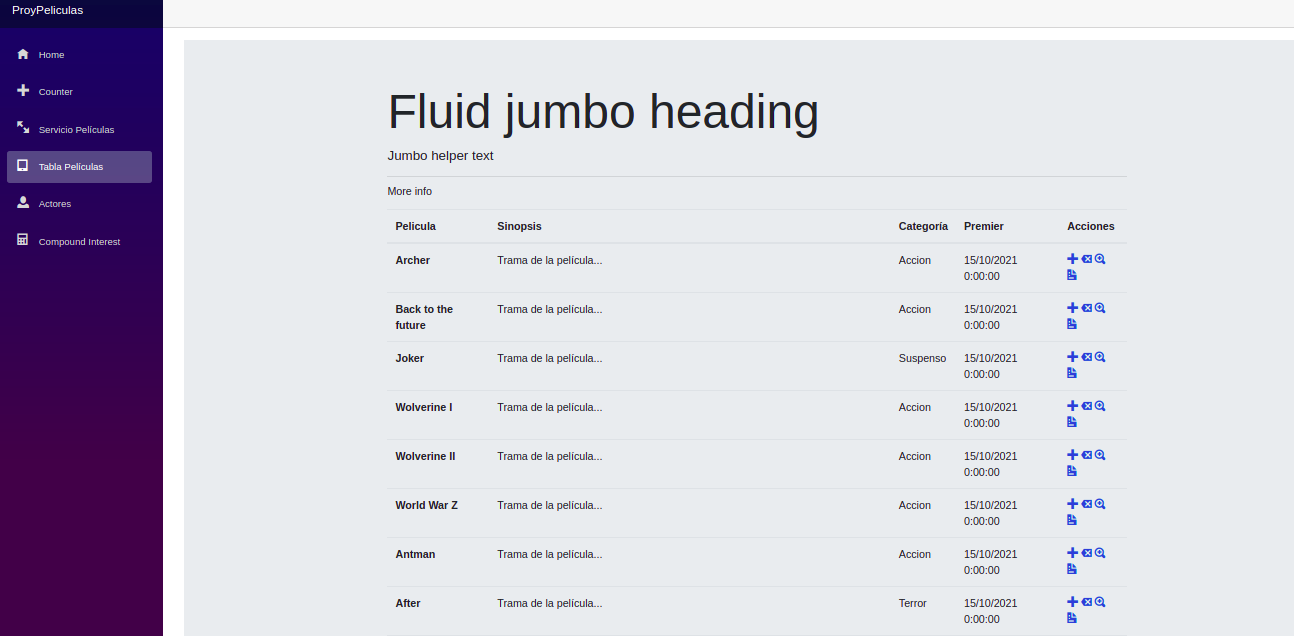 ProyPeliculas
Home
Counter
Servicio Películas
Tabla Películas
Actores
Compound Interest
Fluid jumbo heading
Jumbo helper text
More info
Pelicula Sinopsis Categoría Premier Acciones
Archer Trama de la película... Accion 15/10/2021
0:00:00
Back to the Trama de la película... Accion 15/10/2021
future 0:00:00
Joker Trama de la película... Suspenso 15/10/2021
0:00:00
Wolverine I Trama de la película... Accion 15/10/2021
0:00:00
Wolverine II Trama de la película... Accion 15/10/2021
0:00:00
World War Z Trama de la película... Accion 15/10/2021
0:00:00
Antman Trama de la película... Accion 15/10/2021
0:00:00
After Trama de la película... Terror 15/10/2021
0:00:00